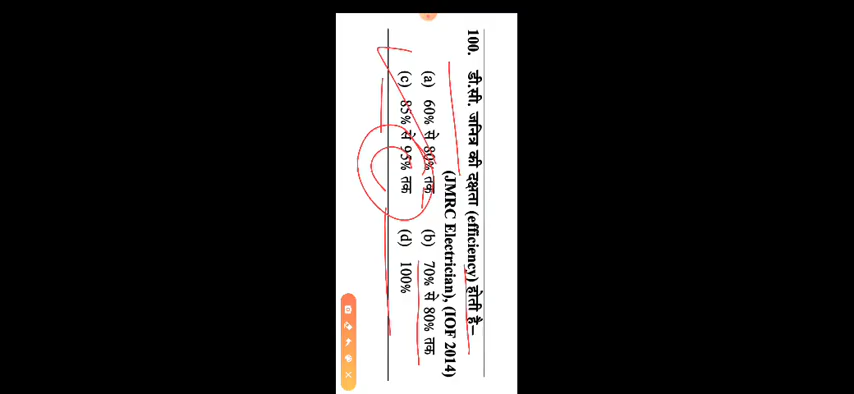 100. डी.सी. जनित्र की दक्षता (efficiency) होती है–
(JMRC Electrician), (IOF 2014)
(a) 60% से 80% तक (b) 70% से 80% तक
(c) 85% से 95% तक (d) 100%